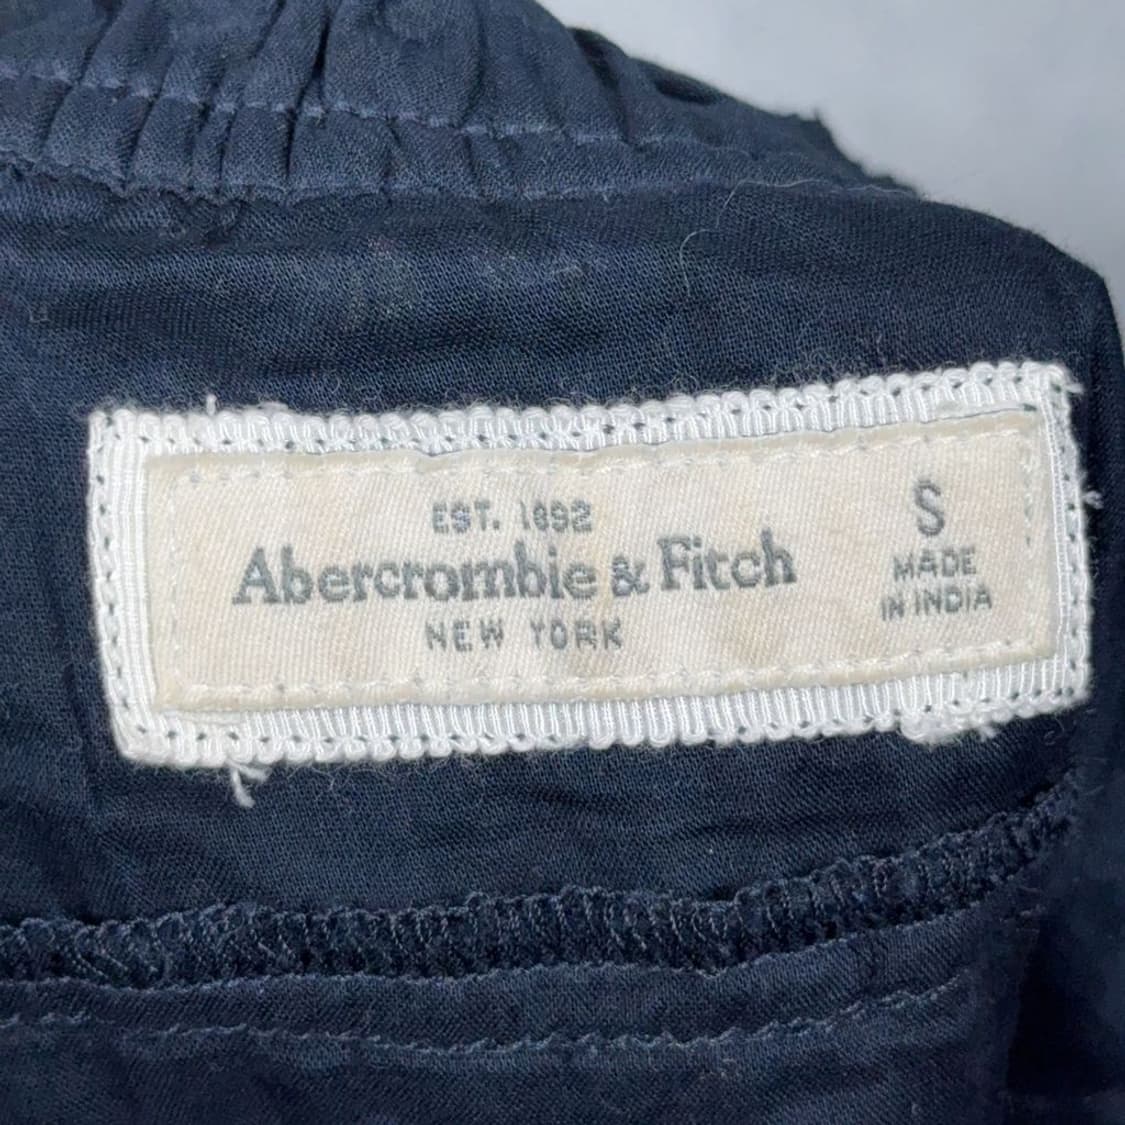 EST. 1892
Abercrombie & Fitch
NEW YORK
S
MADE
IN INDIA